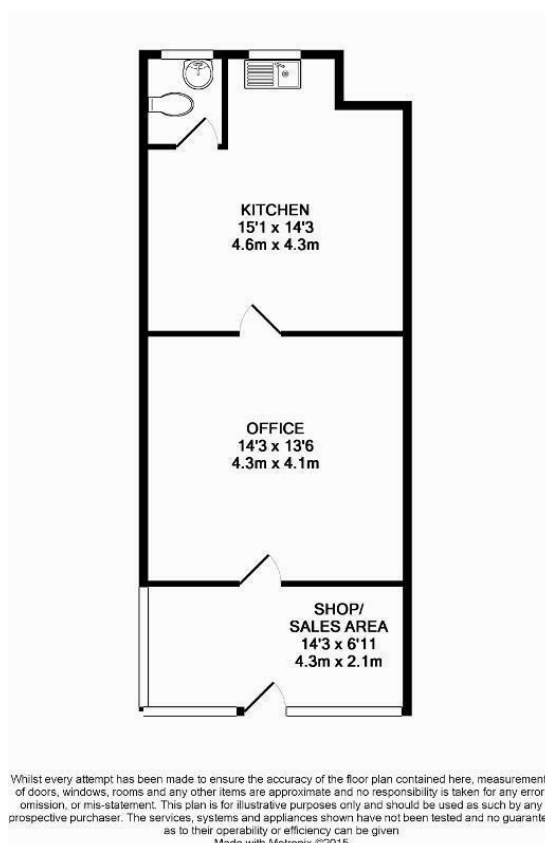 KITCHEN
15'1 x 14'3
4.6m x 4.3m
OFFICE
14'3 x 13'6
4.3m x 4.1m
SHOP/
SALES AREA
14'3 x 6'11
4.3m x 2.1m
Whilst every attempt has been made to ensure the accuracy of the floor plan contained here, measurement
of doors, windows, rooms and any other items are approximate and no responsibility is taken for any error
omission, or mis-statement. This plan is for illustrative purposes only and should be used as such by any
prospective purchaser. The services, systems and appliances shown have not been tested and no guarante
as to their operability or efficiency can be given
Made with Metropix ©2015